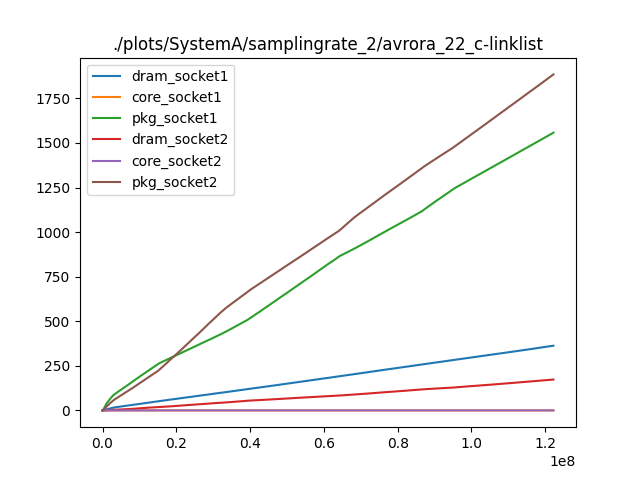 ./plots/SystemA/samplingrate_2/avrora_22_c-linklist
dram_socket1
core_socket1
pkg_socket1
dram_socket2
core_socket2
pkg_socket2
1750
1500
1250
1000
750
500
250
0
0.0 0.2 0.4 0.6 0.8 1.0 1.2
1e8